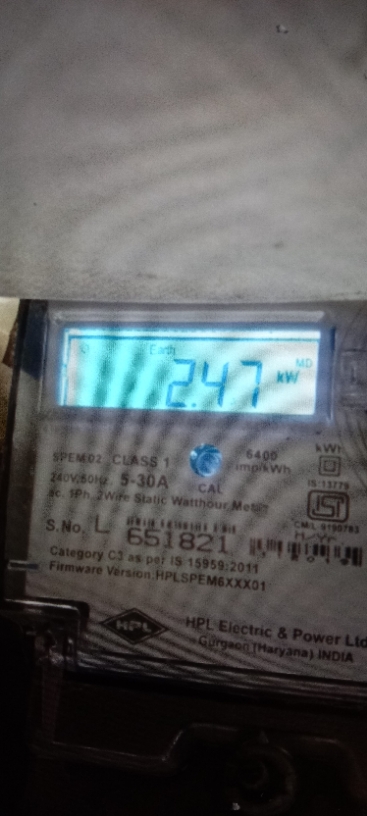 Earth
MD
2.47 kW
SPEM.02 CLASS 1
6400
imp/kWh
kWh
240V,50Hz, 5-30A
CAL
IS:13779
ac. 1Ph. 2Wire Static Watthour Meter
S.No. L 651821
Category C3 as per IS 15959:2011
Firmware Version:HPLSPEM6XXX01
HPL
HPL Electric & Power Ltd
Gurgaon (Haryana) INDIA